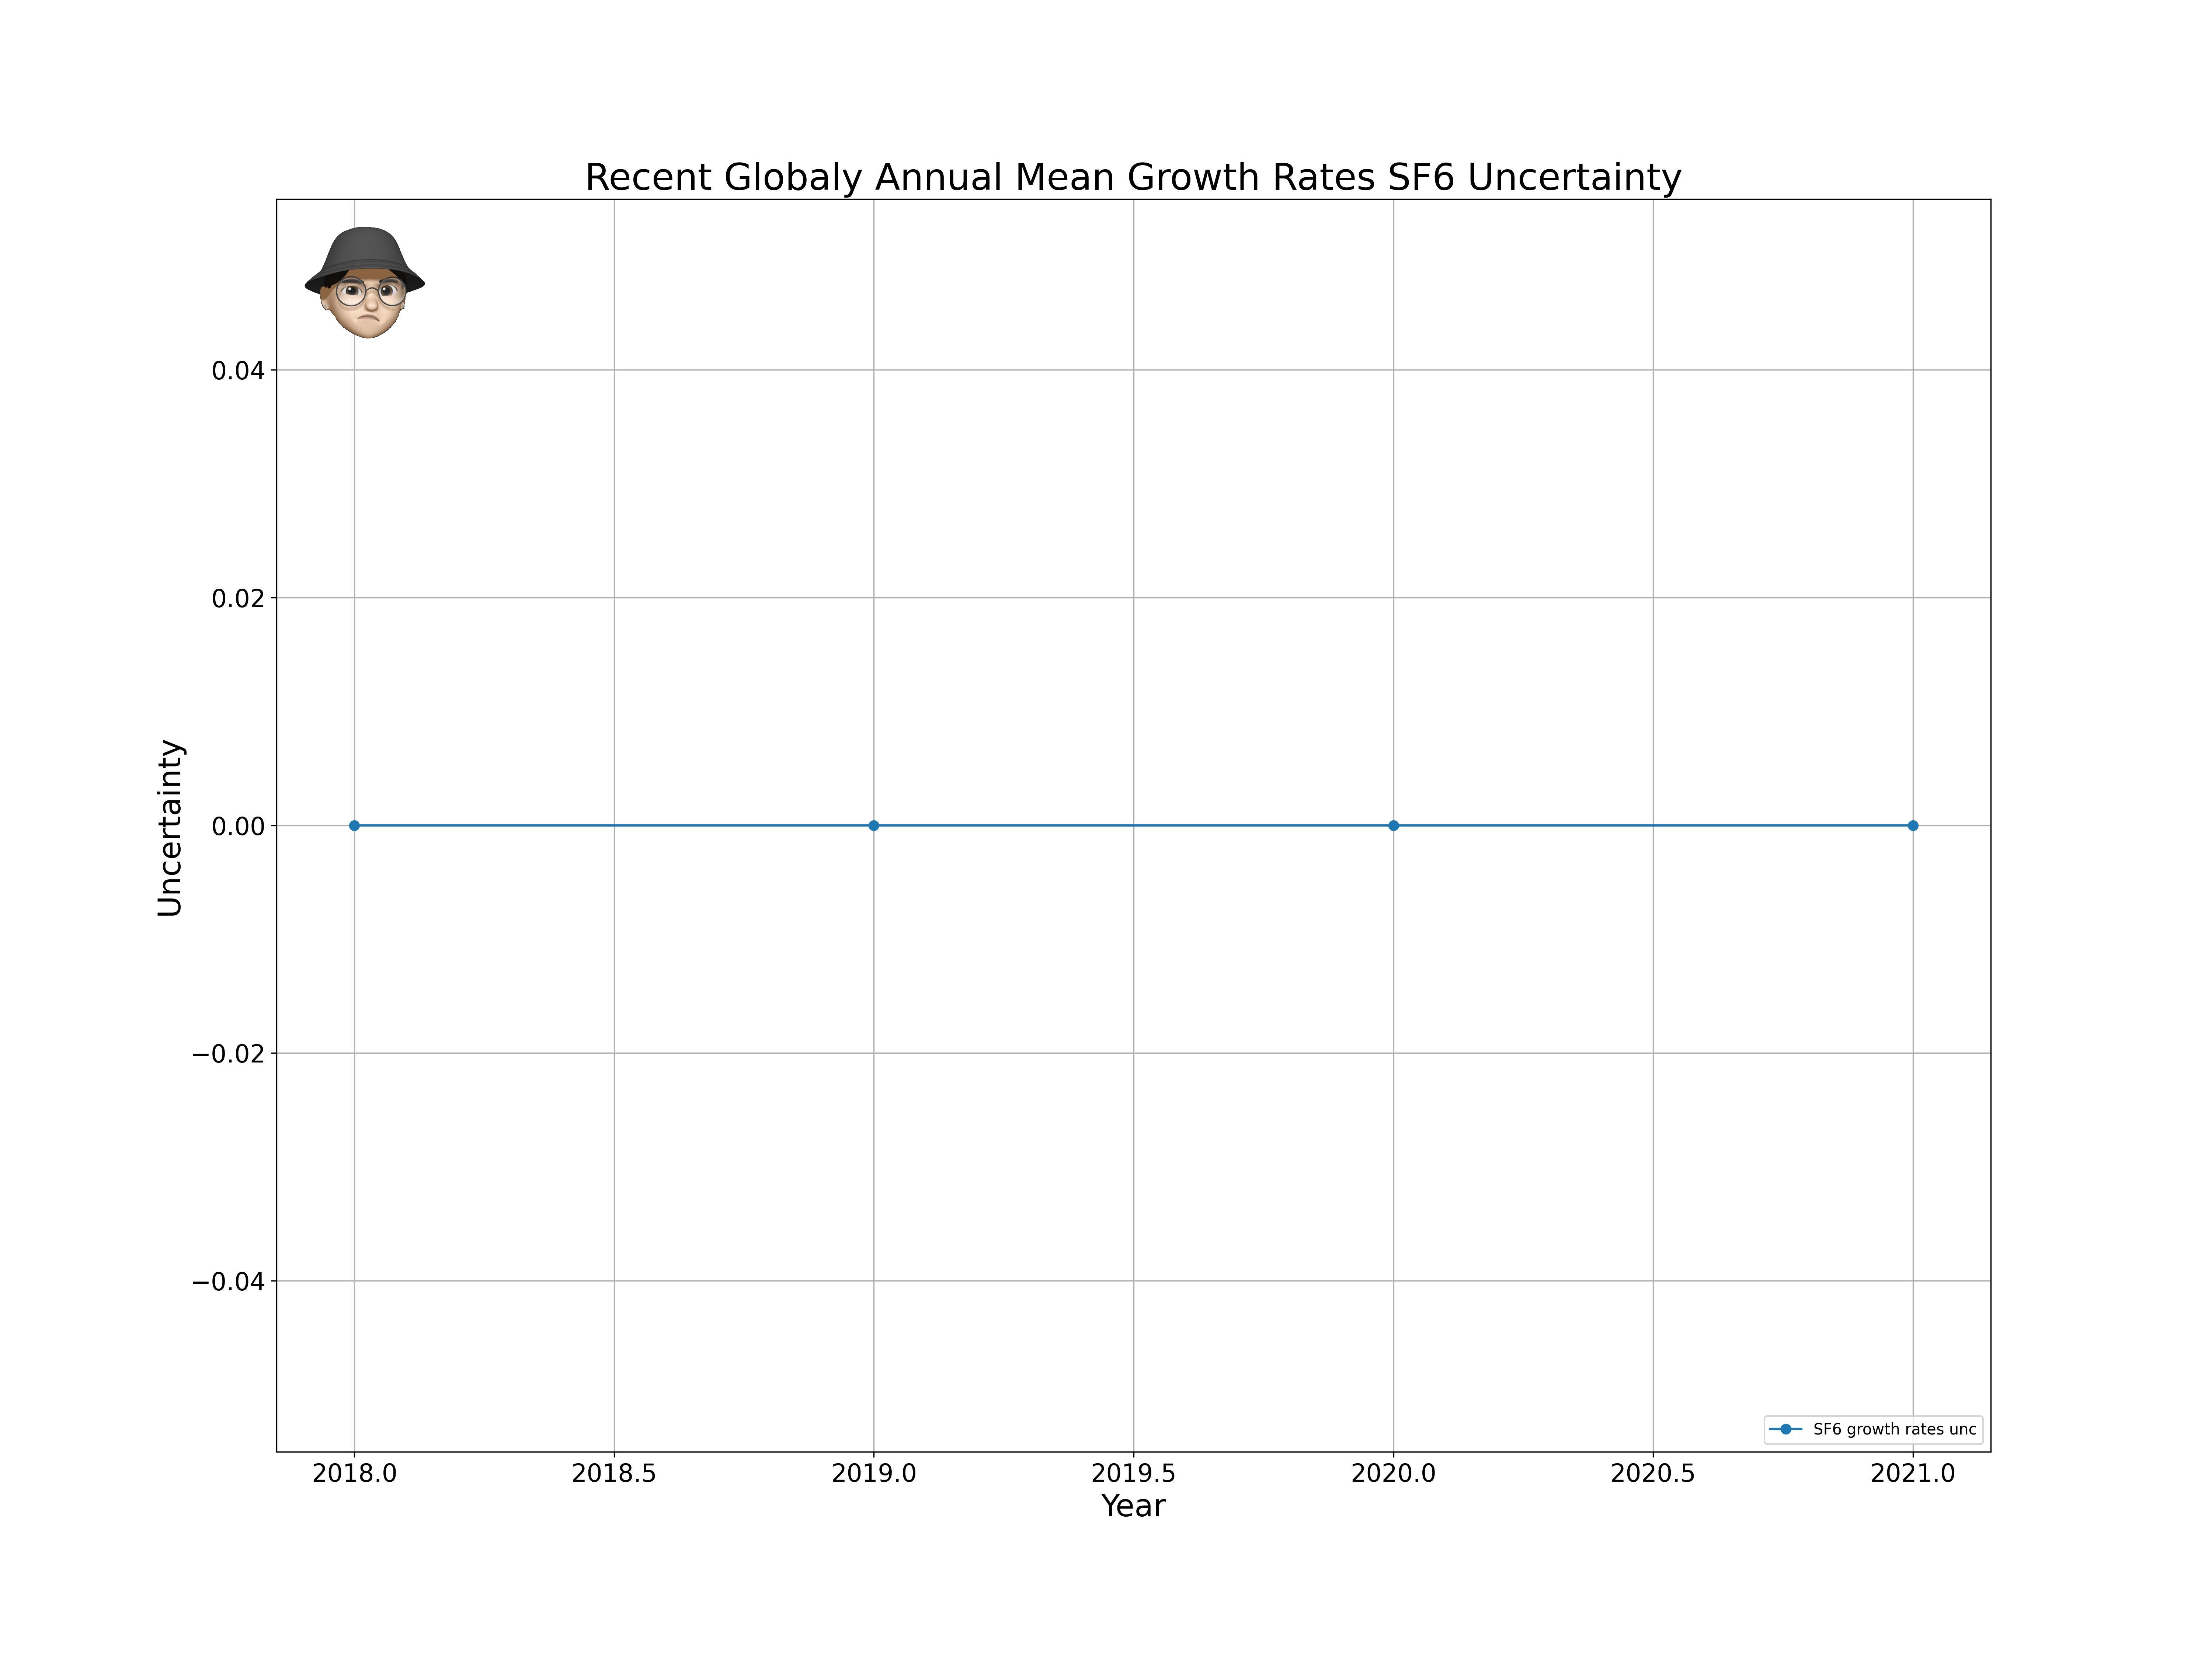 Recent Globaly Annual Mean Growth Rates SF6 Uncertainty
0.04
0.02
0.00
−0.02
−0.04
Uncertainty
SF6 growth rates unc
2018.0 2018.5 2019.0 2019.5 2020.0 2020.5 2021.0
Year